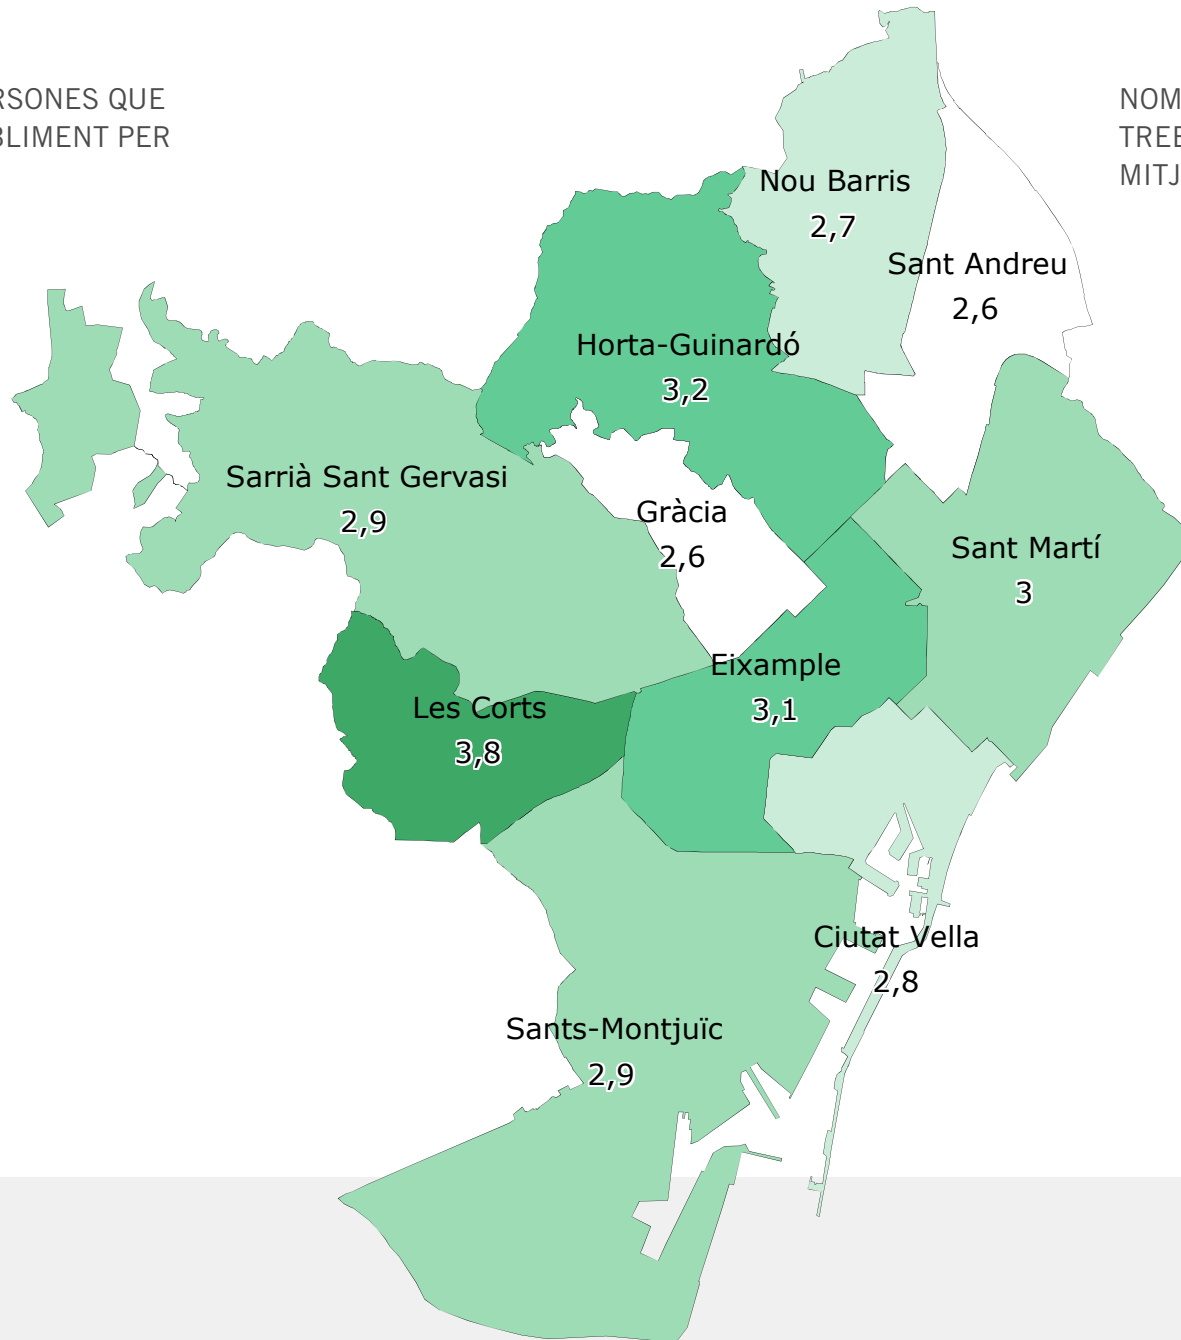 RSONES QUE
BLIMENT PER
NOM
TREB
MITJ
Nou Barris
2,7
Sant Andreu
2,6
Horta-Guinardó
3,2
Sarrià Sant Gervasi
2,9
Gràcia
2,6
Sant Martí
3
Eixample
3,1
Les Corts
3,8
Ciutat Vella
2,8
Sants-Montjuïc
2,9